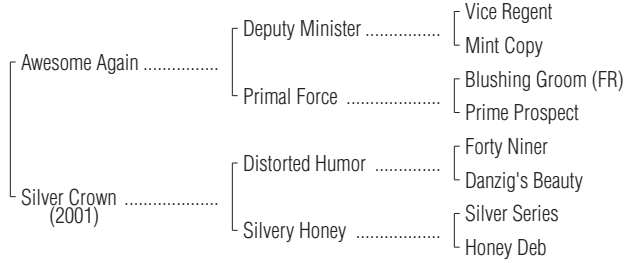 Vice Regent
Deputy Minister .................
Mint Copy
Awesome Again ................
Blushing Groom (FR)
Primal Force ....................
Prime Prospect
Forty Niner
Distorted Humor ..............
Danzig's Beauty
Silver Crown ....................
(2001)
Silver Series
Silvery Honey ..................
Honey Deb